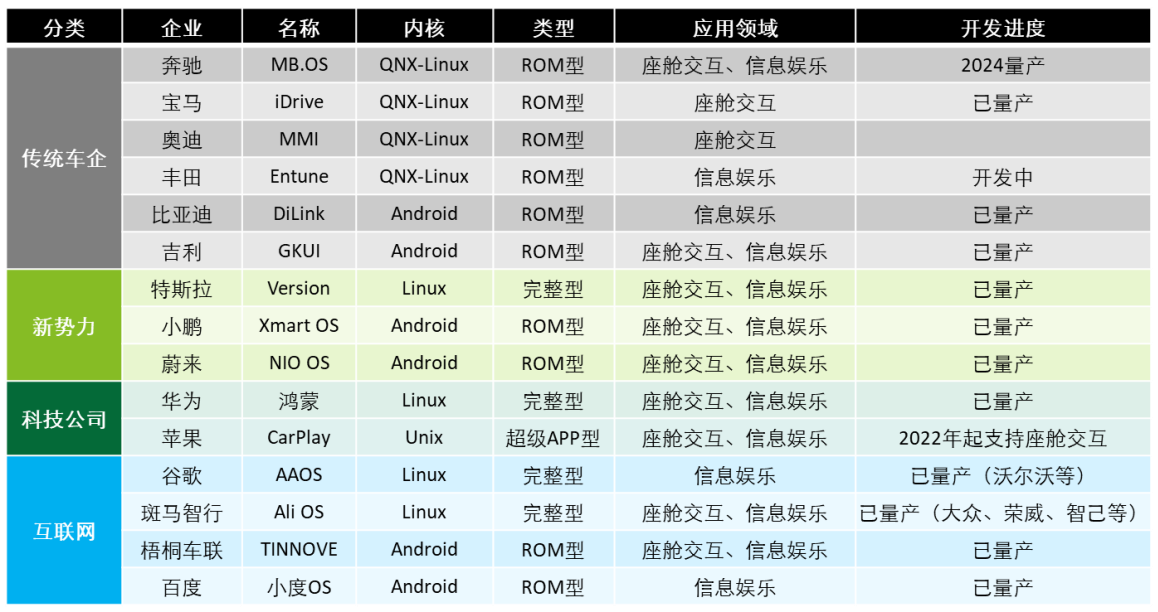 分类 企业 名称 内核 类型 应用领域 开发进度
传统车企
奔驰 MB.OS QNX-Linux ROM型 座舱交互、信息娱乐 2024量产
宝马 iDrive QNX-Linux ROM型 座舱交互 已量产
奥迪 MMI QNX-Linux ROM型 座舱交互
丰田 Entune QNX-Linux ROM型 信息娱乐 开发中
比亚迪 DiLink Android ROM型 信息娱乐 已量产
吉利 GKUI Android ROM型 座舱交互、信息娱乐 已量产
新势力
特斯拉 Version Linux 完整型 座舱交互、信息娱乐 已量产
小鹏 Xmart OS Android ROM型 座舱交互、信息娱乐 已量产
蔚来 NIO OS Android ROM型 座舱交互、信息娱乐 已量产
科技公司
华为 鸿蒙 Linux 完整型 座舱交互、信息娱乐 已量产
苹果 CarPlay Unix 超级APP型 座舱交互、信息娱乐 2022年起支持座舱交互
互联网
谷歌 AAOS Linux 完整型 信息娱乐 已量产（沃尔沃等）
斑马智行 Ali OS Linux 完整型 座舱交互、信息娱乐 已量产（大众、荣威、智己等）
梧桐车联 TINNOVE Android ROM型 座舱交互、信息娱乐 已量产
百度 小度OS Android ROM型 信息娱乐 已量产